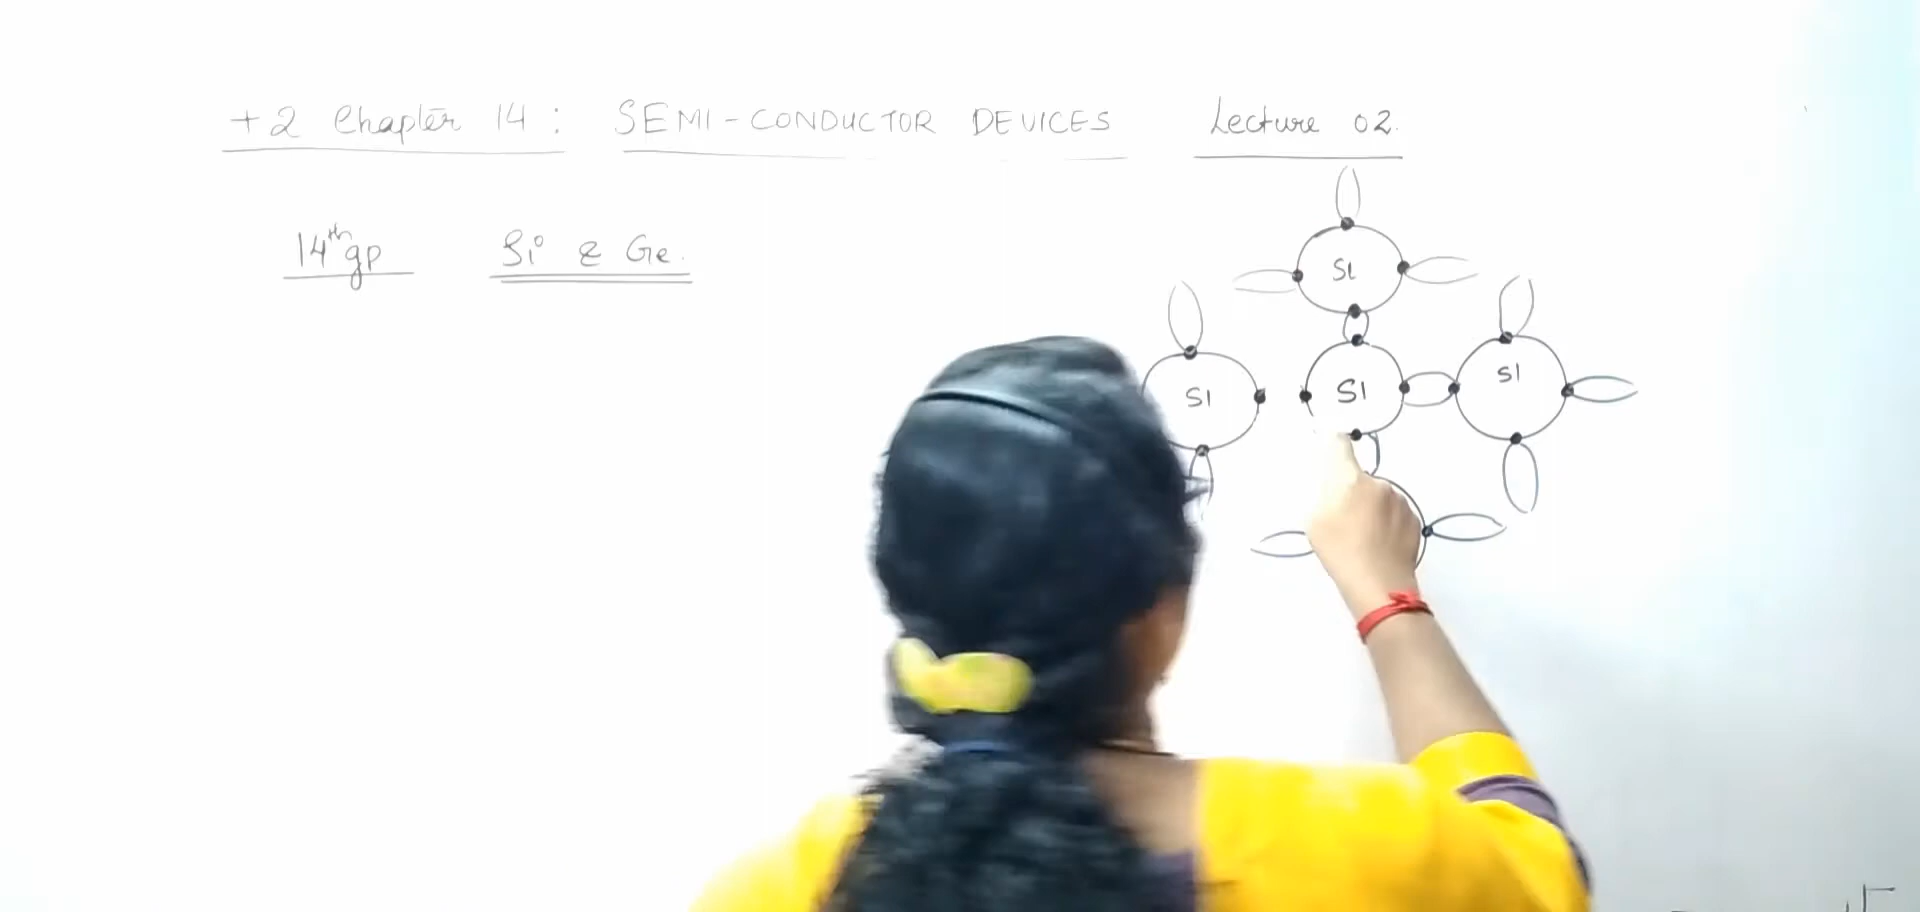 +2 Chapter 14 : SEMI-CONDUCTOR DEVICES Lecture 02.
14th gp Si & Ge.
Si
Si Si Si